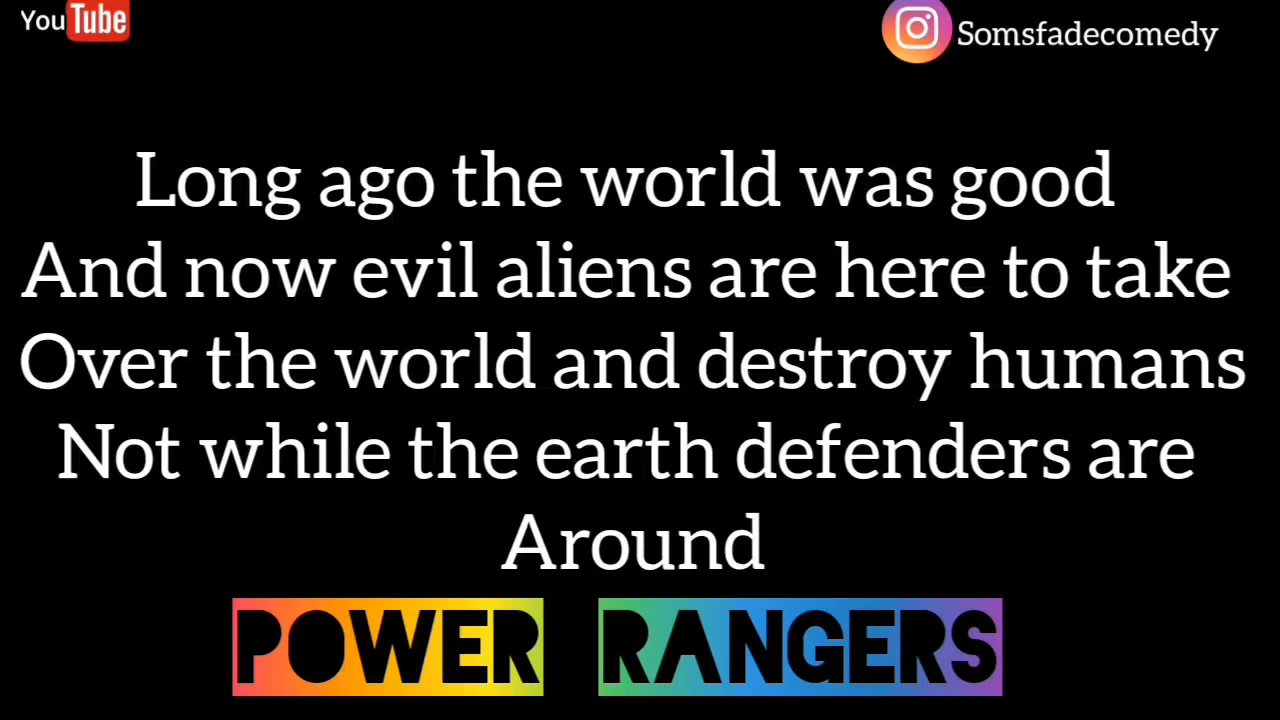 YouTube
Somsfadecomedy
Long ago the world was good
And now evil aliens are here to take
Over the world and destroy humans
Not while the earth defenders are
Around
POWER RANGERS